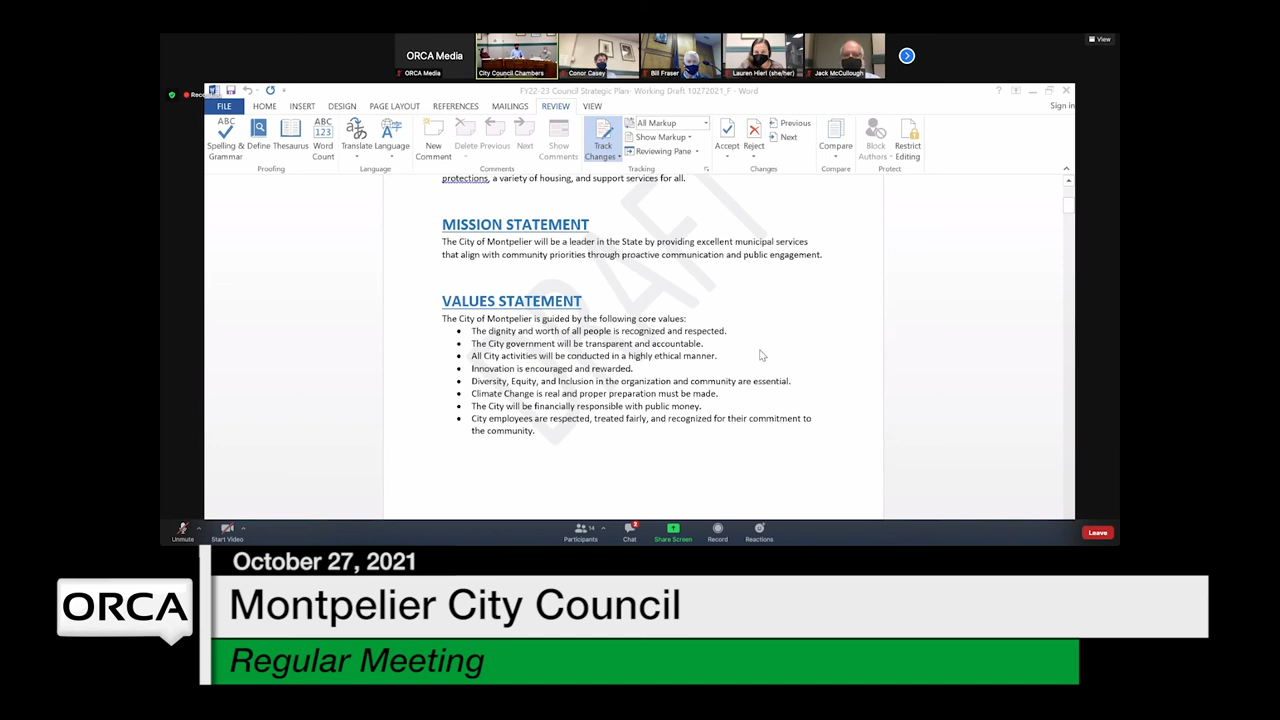 ORCA Media
ORCA Media
City Council Chambers
Conor Casey
Bill Fraser
Lauren Hierl (she/her)
Jack McCullough
View
FY22-23 Council Strategic Plan- Working Draft 10272021_F - Word
FILE HOME INSERT DESIGN PAGE LAYOUT REFERENCES MAILINGS REVIEW VIEW
Sign in
Spelling & Grammar
Define
Thesaurus
Word Count
Translate
Language
New Comment
Delete
Previous
Next
Show Comments
Track Changes
All Markup
Show Markup
Reviewing Pane
Accept
Reject
Previous
Next
Compare
Block Authors
Restrict Editing
Proofing
Language
Comments
Tracking
Changes
Compare
Protect
DRAFT
protections, a variety of housing, and support services for all.
MISSION STATEMENT
The City of Montpelier will be a leader in the State by providing excellent municipal services
that align with community priorities through proactive communication and public engagement.
VALUES STATEMENT
The City of Montpelier is guided by the following core values:
• The dignity and worth of all people is recognized and respected.
• The City government will be transparent and accountable.
• All City activities will be conducted in a highly ethical manner.
• Innovation is encouraged and rewarded.
• Diversity, Equity, and Inclusion in the organization and community are essential.
• Climate Change is real and proper preparation must be made.
• The City will be financially responsible with public money.
• City employees are respected, treated fairly, and recognized for their commitment to
the community.
Unmute
Start Video
14
Participants
2
Chat
Share Screen
Record
Reactions
Leave
October 27, 2021
ORCA
Montpelier City Council
Regular Meeting